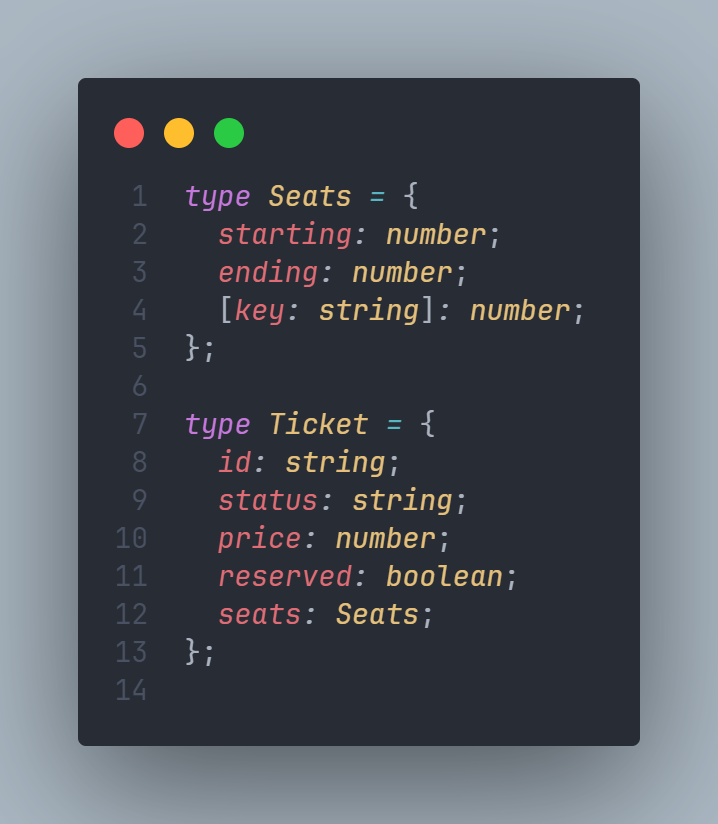 1 type Seats = {
2   starting: number;
3   ending: number;
4   [key: string]: number;
5 };
6
7 type Ticket = {
8   id: string;
9   status: string;
10   price: number;
11   reserved: boolean;
12   seats: Seats;
13 };
14